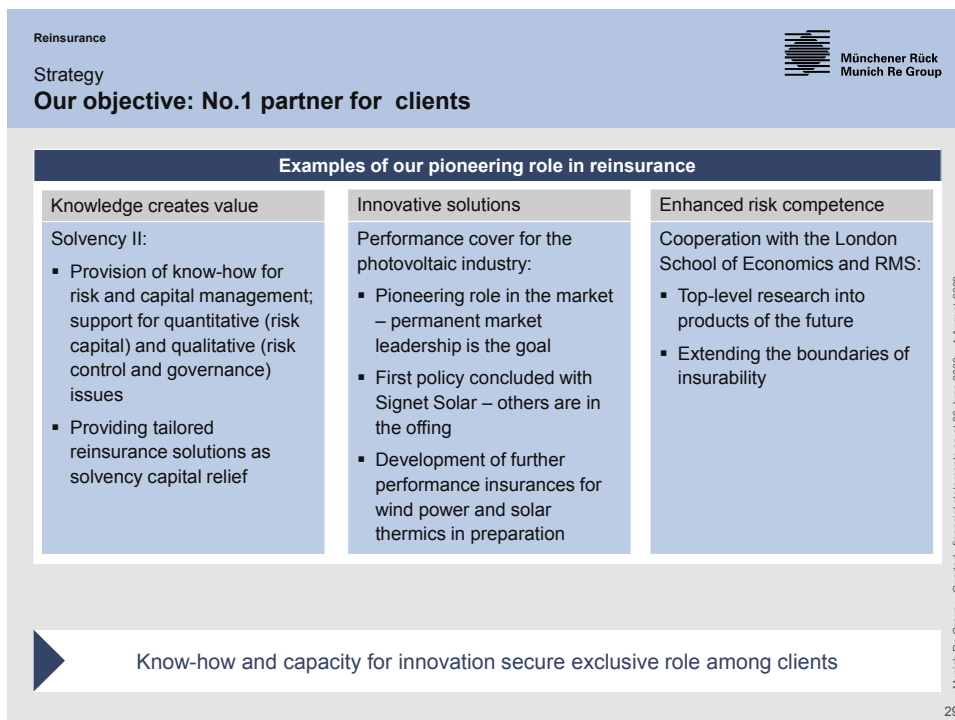 Reinsurance
Münchener Rück
Munich Re Group
Strategy
Our objective: No.1 partner for clients
Examples of our pioneering role in reinsurance
Knowledge creates value
Solvency II:
▪ Provision of know-how for
risk and capital management;
support for quantitative (risk
capital) and qualitative (risk
control and governance)
issues
▪ Providing tailored
reinsurance solutions as
solvency capital relief
Innovative solutions
Performance cover for the
photovoltaic industry:
▪ Pioneering role in the market
– permanent market
leadership is the goal
▪ First policy concluded with
Signet Solar – others are in
the offing
▪ Development of further
performance insurances for
wind power and solar
thermics in preparation
Enhanced risk competence
Cooperation with the London
School of Economics and RMS:
▪ Top-level research into
products of the future
▪ Extending the boundaries of
insurability
Know-how and capacity for innovation secure exclusive role among clients
29